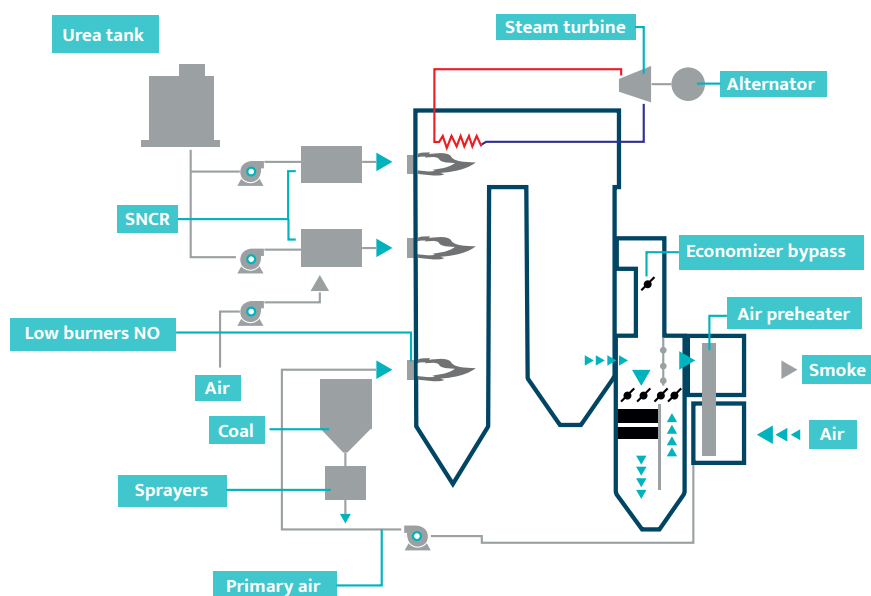 Urea tank
Steam turbine
Alternator
SNCR
Economizer bypass
Air preheater
Low burners NO
Smoke
Air
Coal
Air
Sprayers
Primary air